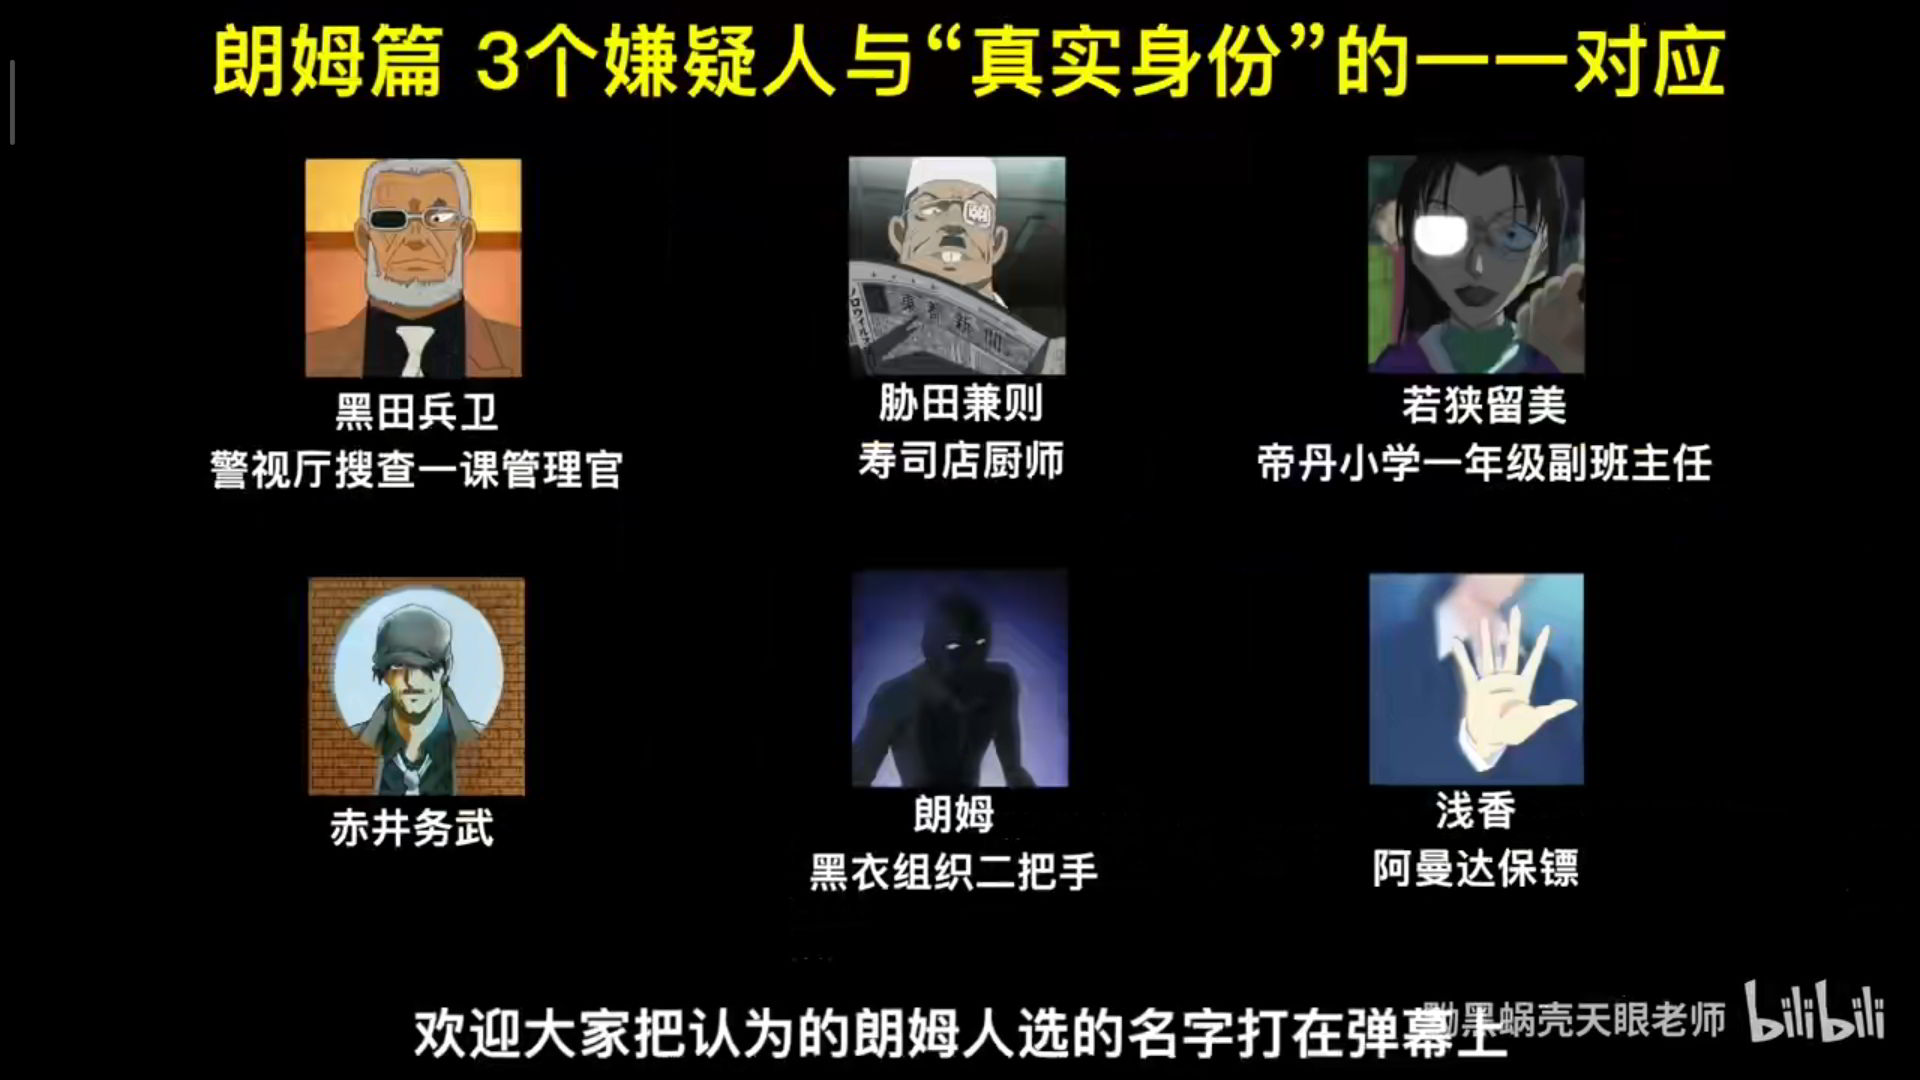 朗姆篇 3个嫌疑人与“真实身份”的一一对应
黑田兵卫
警视厅搜查一课管理官
胁田兼则
寿司店厨师
若狭留美
帝丹小学一年级副班主任
赤井务武
朗姆
黑衣组织二把手
浅香
阿曼达保镖
欢迎大家把认为的朗姆人选的名字打在弹幕上
黑蜗壳天眼老师
bilibili
東都新聞